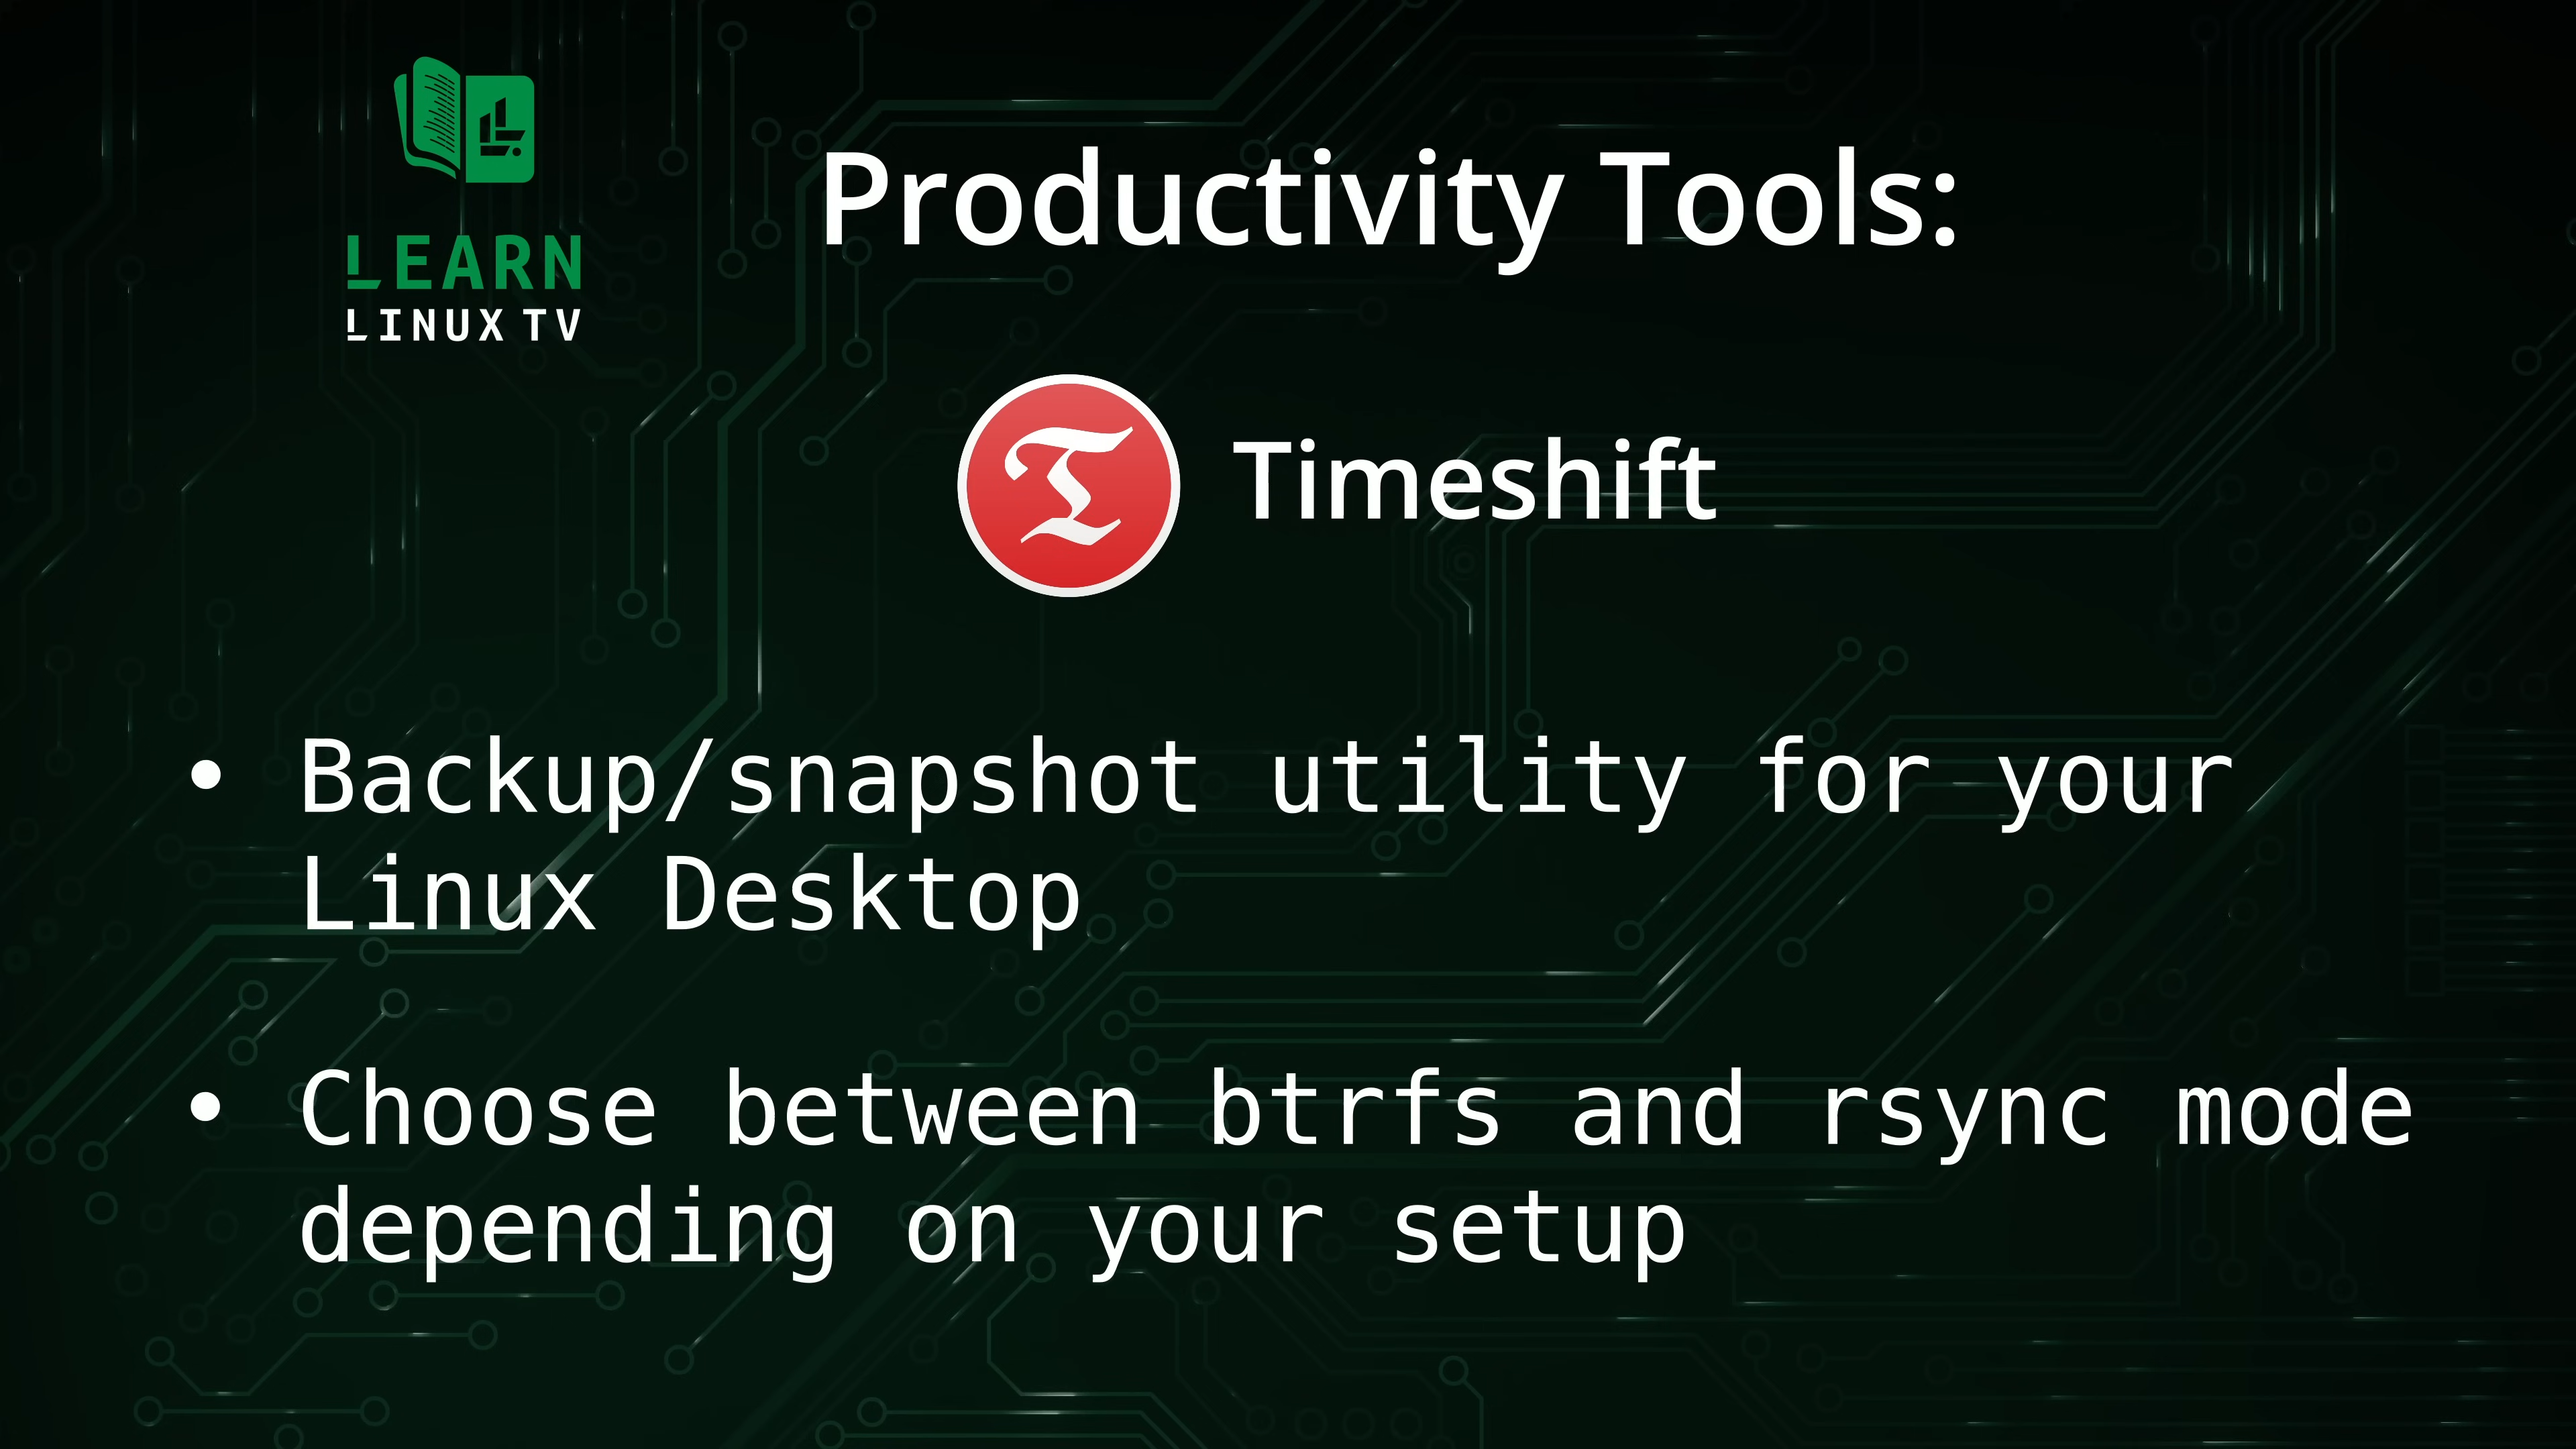 LEARN
LINUX TV
Productivity Tools:
T
Timeshift
• Backup/snapshot utility for your
Linux Desktop
• Choose between btrfs and rsync mode
depending on your setup